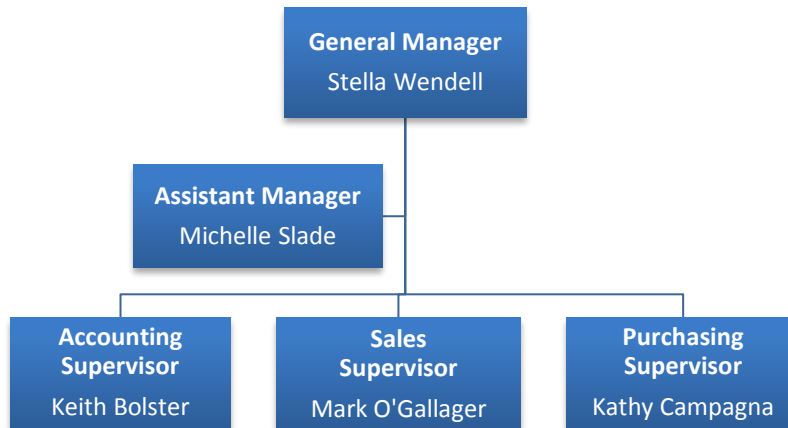 General Manager
Stella Wendell
Assistant Manager
Michelle Slade
Accounting
Supervisor
Keith Bolster
Sales
Supervisor
Mark O'Gallager
Purchasing
Supervisor
Kathy Campagna